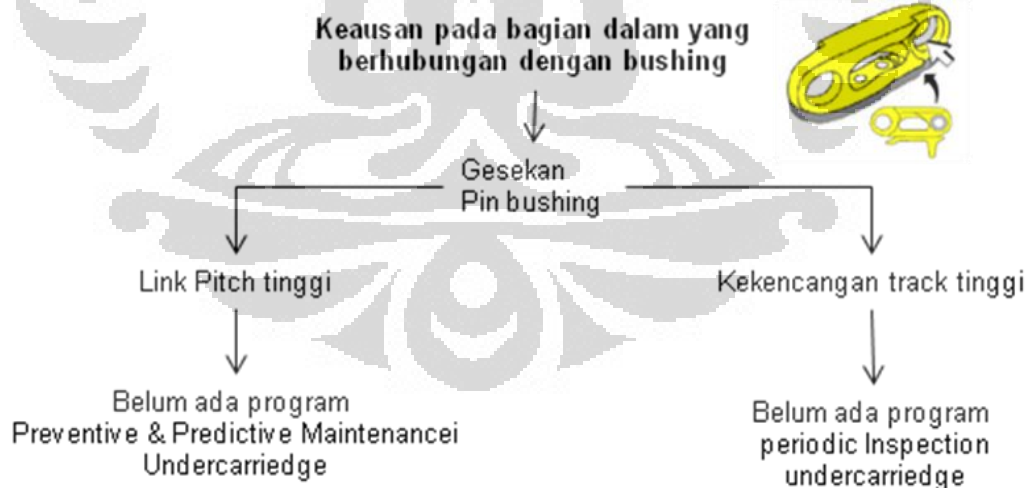 Keausan pada bagian dalam yang
berhubungan dengan bushing
Gesekan
Pin bushing
Link Pitch tinggi
Kekencangan track tinggi
Belum ada program
Preventive & Predictive Maintenancei
Undercarriedge
Belum ada program
periodic Inspection
undercarriedge